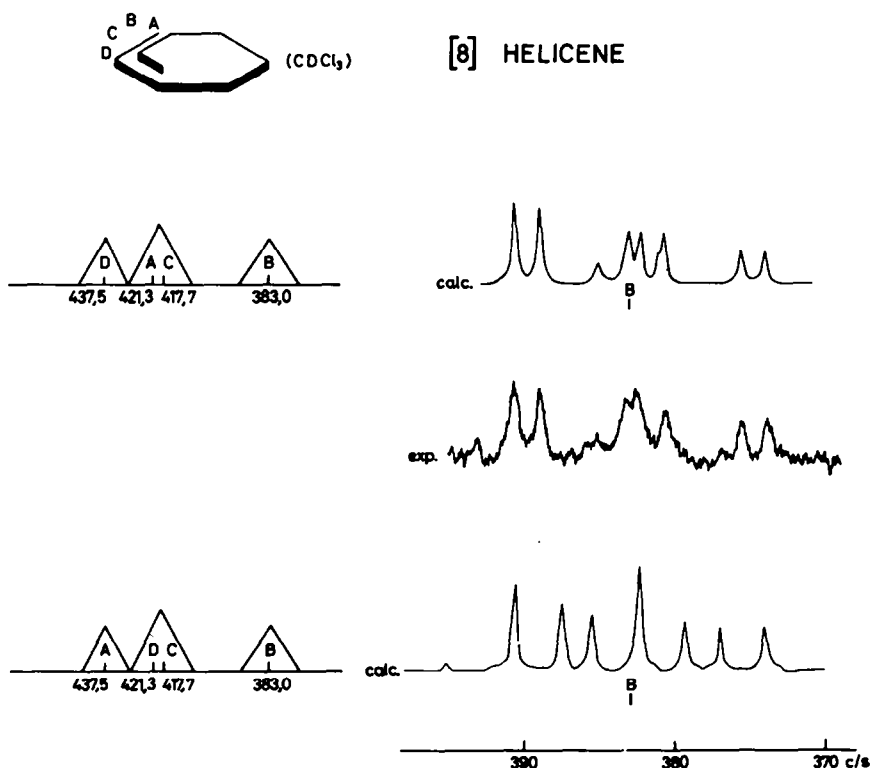 C B A
D
(CDCl₃)
[8] HELICENE
D A C B
437,5 421,3 417,7 383,0
calc.
B
exp.
A D C B
437,5 421,3 417,7 383,0
calc.
B
390 380 370 c/s